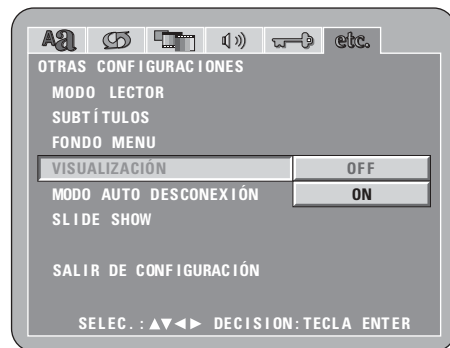 Aa etc.
OTRAS CONFIGURACIONES
MODO LECTOR
SUBTÍTULOS
FONDO MENU
VISUALIZACIÓN OFF
MODO AUTO DESCONEXIÓN ON
SLIDE SHOW
SALIR DE CONFIGURACIÓN
SELEC.:▲▼◄► DECISION:TECLA ENTER